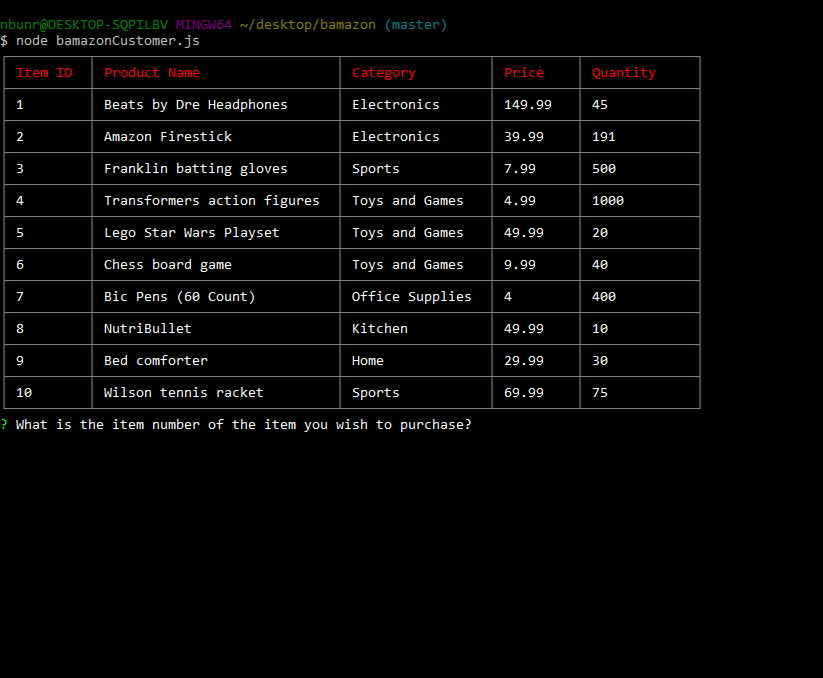 nbunr@DESKTOP-SQPILBV MINGW64 ~/desktop/bamazon (master)
$ node bamazonCustomer.js
Item ID Product Name Category Price Quantity
1 Beats by Dre Headphones Electronics 149.99 45
2 Amazon Firestick Electronics 39.99 191
3 Franklin batting gloves Sports 7.99 500
4 Transformers action figures Toys and Games 4.99 1000
5 Lego Star Wars Playset Toys and Games 49.99 20
6 Chess board game Toys and Games 9.99 40
7 Bic Pens (60 Count) Office Supplies 4 400
8 NutriBullet Kitchen 49.99 10
9 Bed comforter Home 29.99 30
10 Wilson tennis racket Sports 69.99 75
? What is the item number of the item you wish to purchase?